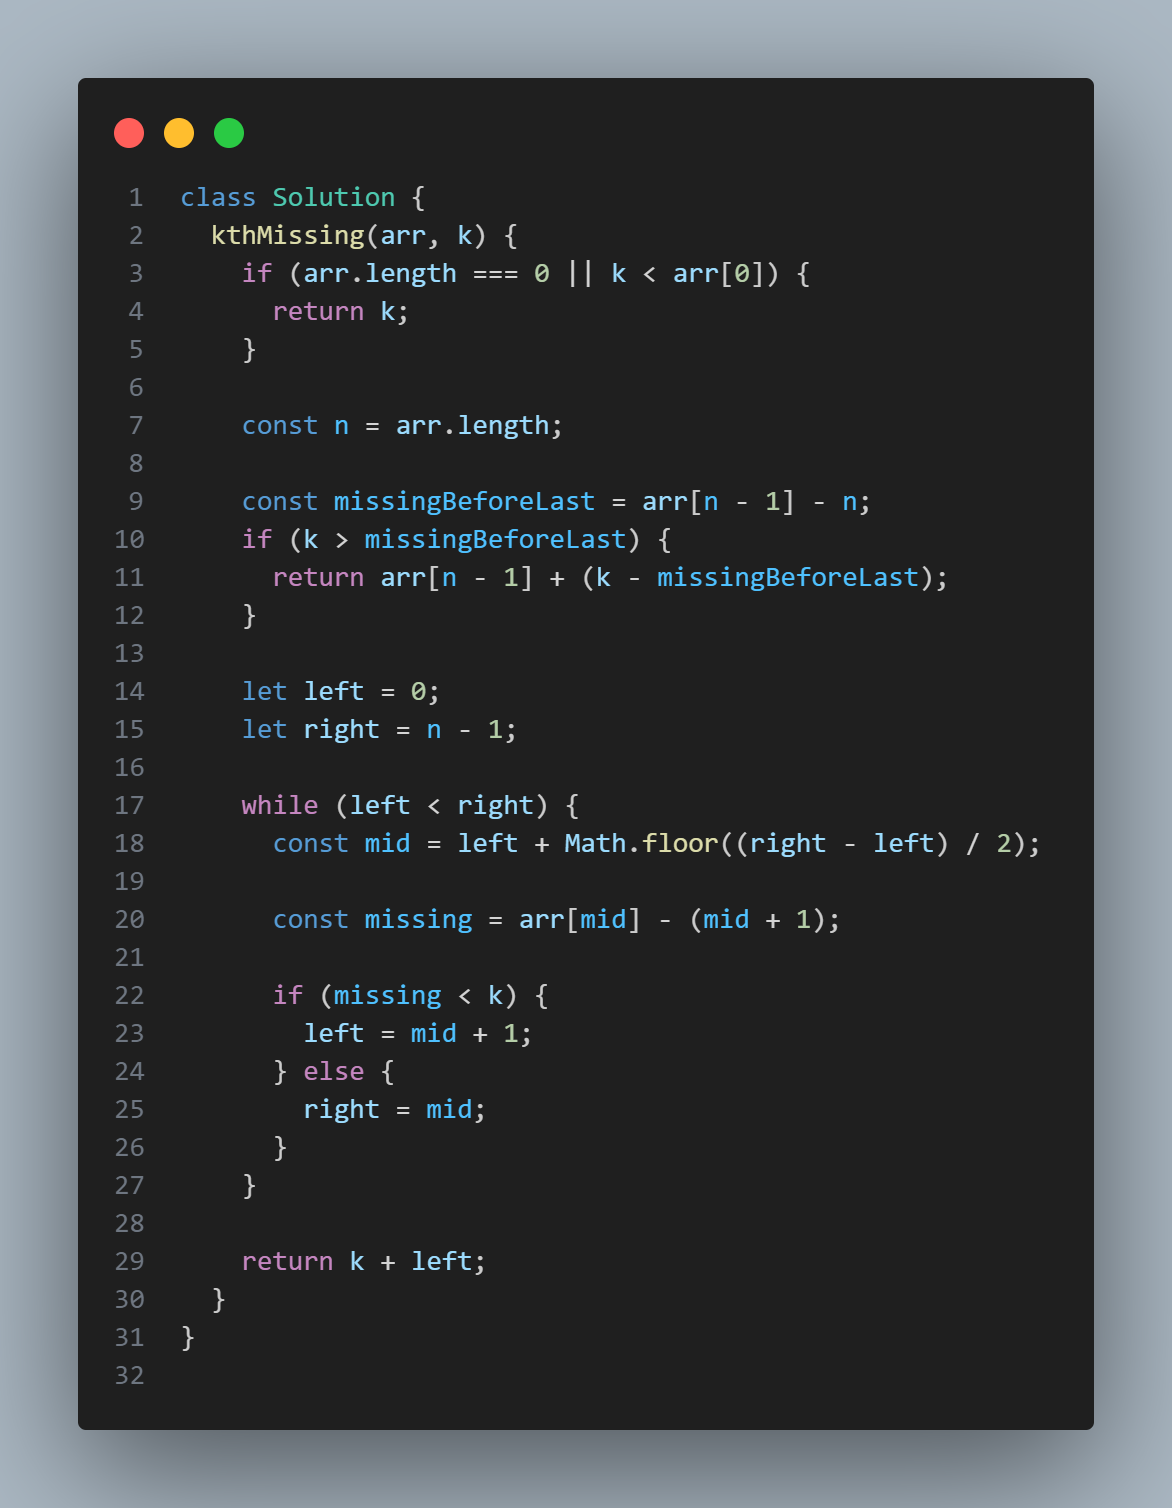 1 class Solution {
2   kthMissing(arr, k) {
3     if (arr.length === 0 || k < arr[0]) {
4       return k;
5     }
6
7     const n = arr.length;
8
9     const missingBeforeLast = arr[n - 1] - n;
10     if (k > missingBeforeLast) {
11       return arr[n - 1] + (k - missingBeforeLast);
12     }
13
14     let left = 0;
15     let right = n - 1;
16
17     while (left < right) {
18       const mid = left + Math.floor((right - left) / 2);
19
20       const missing = arr[mid] - (mid + 1);
21
22       if (missing < k) {
23         left = mid + 1;
24       } else {
25         right = mid;
26       }
27     }
28
29     return k + left;
30   }
31 }
32